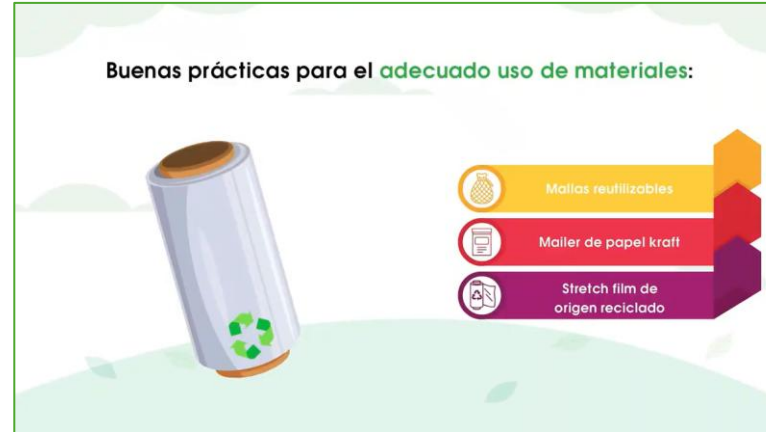 Buenas prácticas para el adecuado uso de materiales:
Mallas reutilizables
Mailer de papel kraft
Stretch film de
origen reciclado